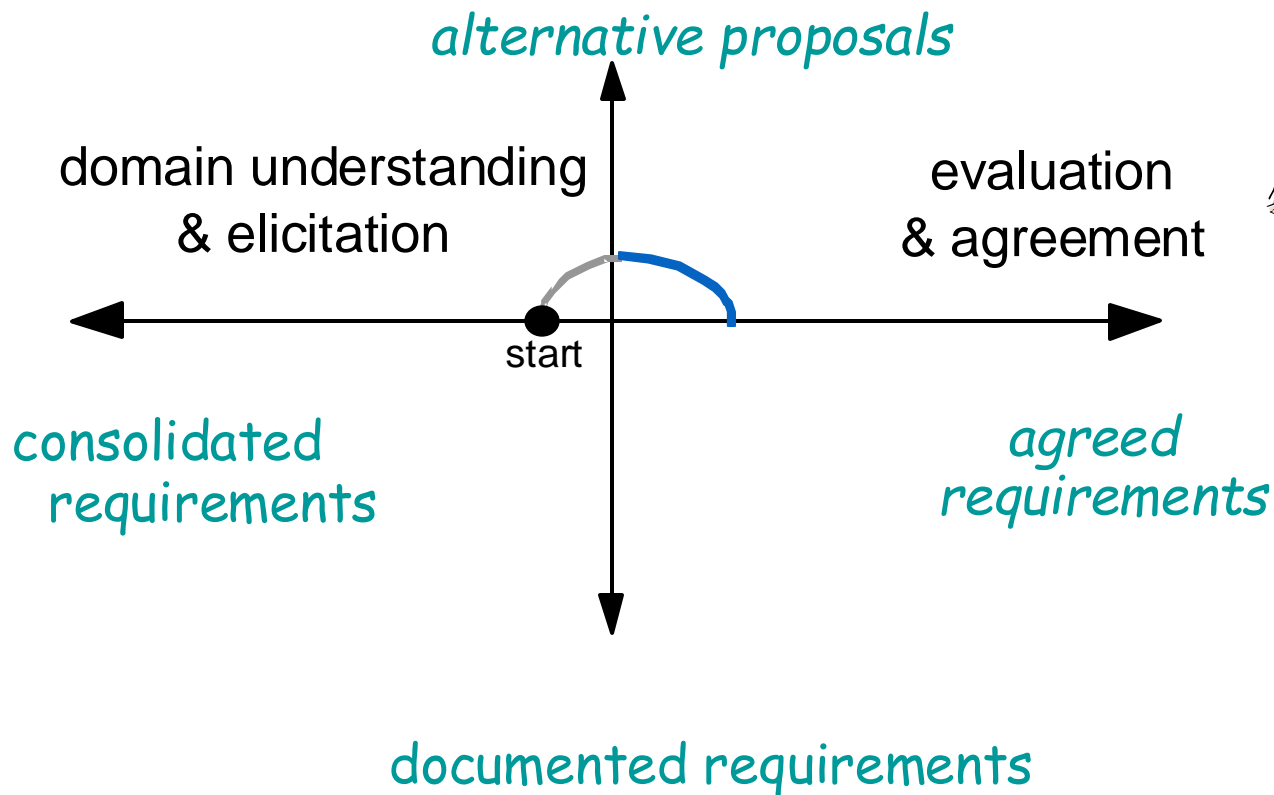 alternative proposals
domain understanding
& elicitation
evaluation
& agreement
start
consolidated
requirements
agreed
requirements
documented requirements